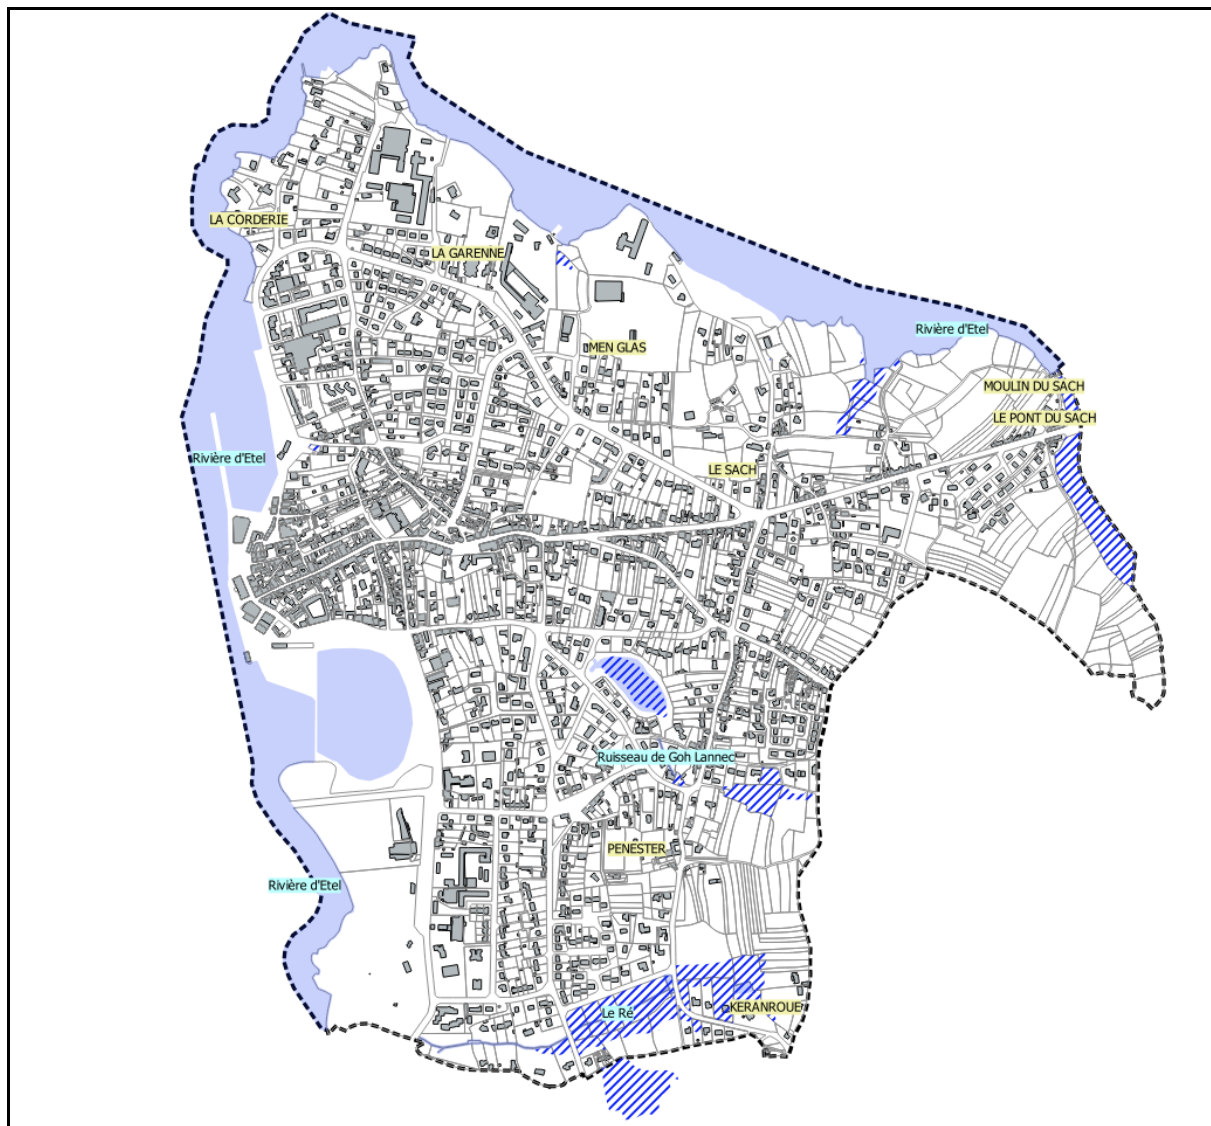 LA CORDERIE
LA GARENNE
Rivière d'Etel
MEN GLAS
MOULIN DU SACH
LE PONT DU SACH
Rivière d'Etel
LE SACH
Ruisseau de Goh Lannec
PENESTER
Rivière d'Etel
KERANROUE
Le Ré